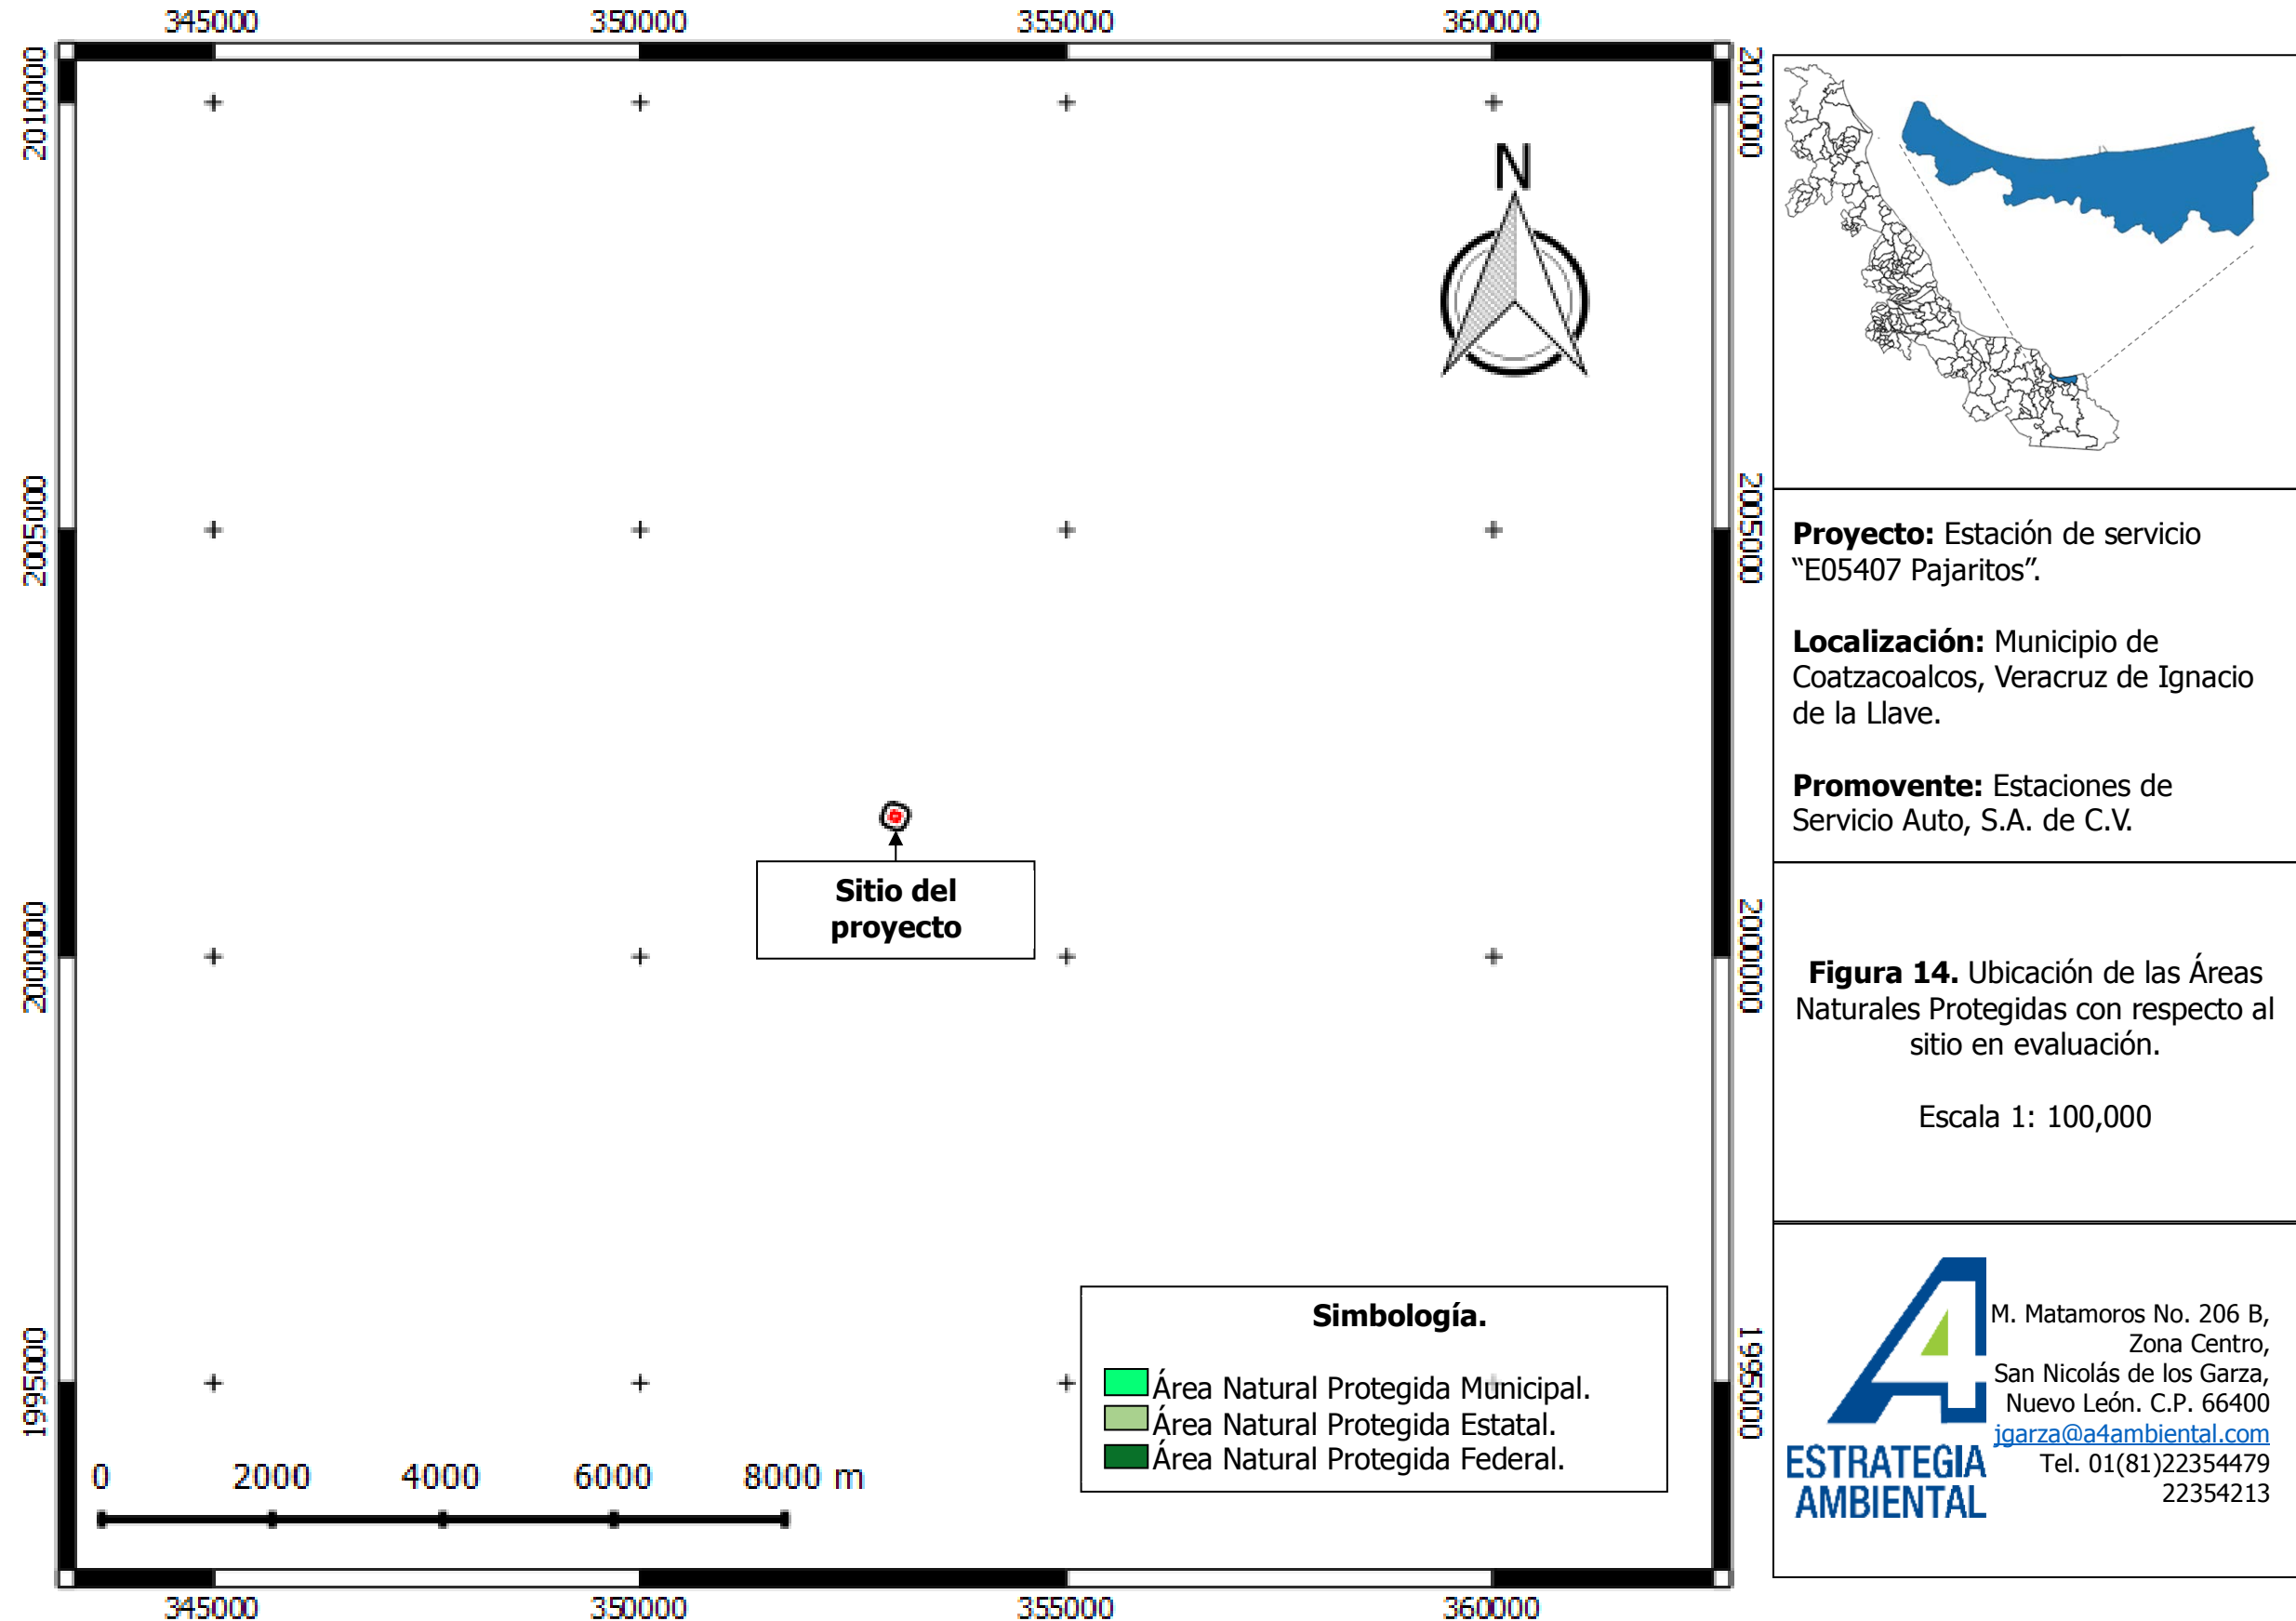 345000 350000 355000 360000
2010000 2010000
N
2005000 2005000
Sitio del
proyecto
2000000 2000000
1995000 1995000
0 2000 4000 6000 8000 m
Simbología.
Área Natural Protegida Municipal.
Área Natural Protegida Estatal.
Área Natural Protegida Federal.
345000 350000 355000 360000
Proyecto: Estación de servicio
“E05407 Pajaritos”.
Localización: Municipio de
Coatzacoalcos, Veracruz de Ignacio
de la Llave.
Promovente: Estaciones de
Servicio Auto, S.A. de C.V.
Figura 14. Ubicación de las Áreas
Naturales Protegidas con respecto al
sitio en evaluación.
Escala 1: 100,000
A4
ESTRATEGIA
AMBIENTAL
M. Matamoros No. 206 B,
Zona Centro,
San Nicolás de los Garza,
Nuevo León. C.P. 66400
jgarza@a4ambiental.com
Tel. 01(81)22354479
22354213